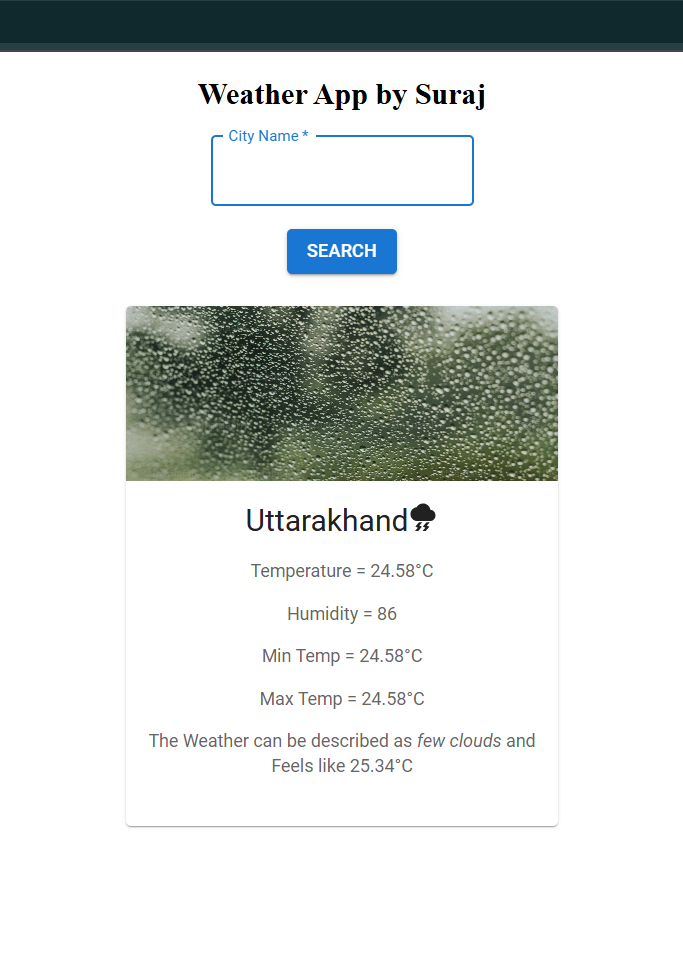 Weather App by Suraj
City Name *
SEARCH
Uttarakhand
Temperature = 24.58°C
Humidity = 86
Min Temp = 24.58°C
Max Temp = 24.58°C
The Weather can be described as few clouds and
Feels like 25.34°C